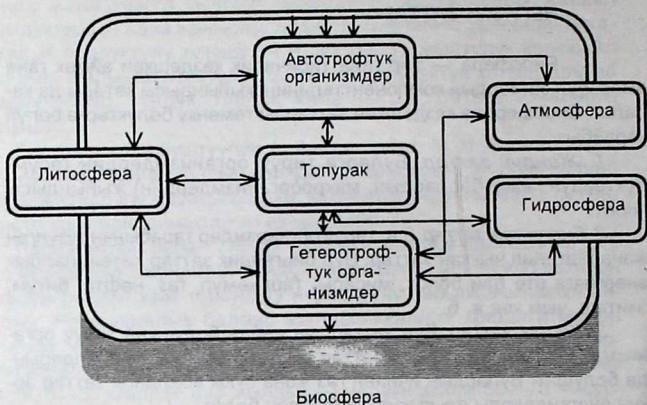 Автотрофтук
организмдер
Атмосфера
Литосфера
Топурак
Гидросфера
Гетеротроф-
тук орга-
низмдер
Биосфера